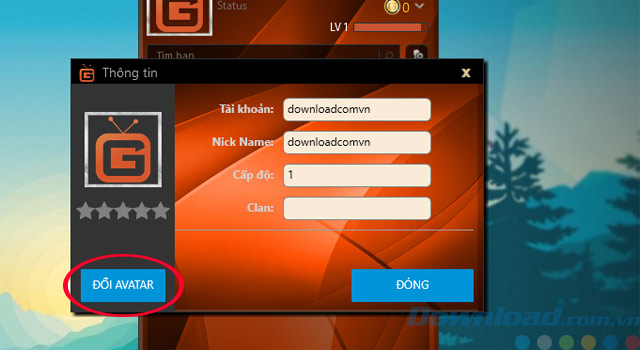 Status
0
LV 1
Tìm bạn
Thông tin
x
Tài khoản: downloadcomvn
Nick Name: downloadcomvn
Cấp độ: 1
Clan:
ĐỔI AVATAR
ĐÓNG
Download.com.vn